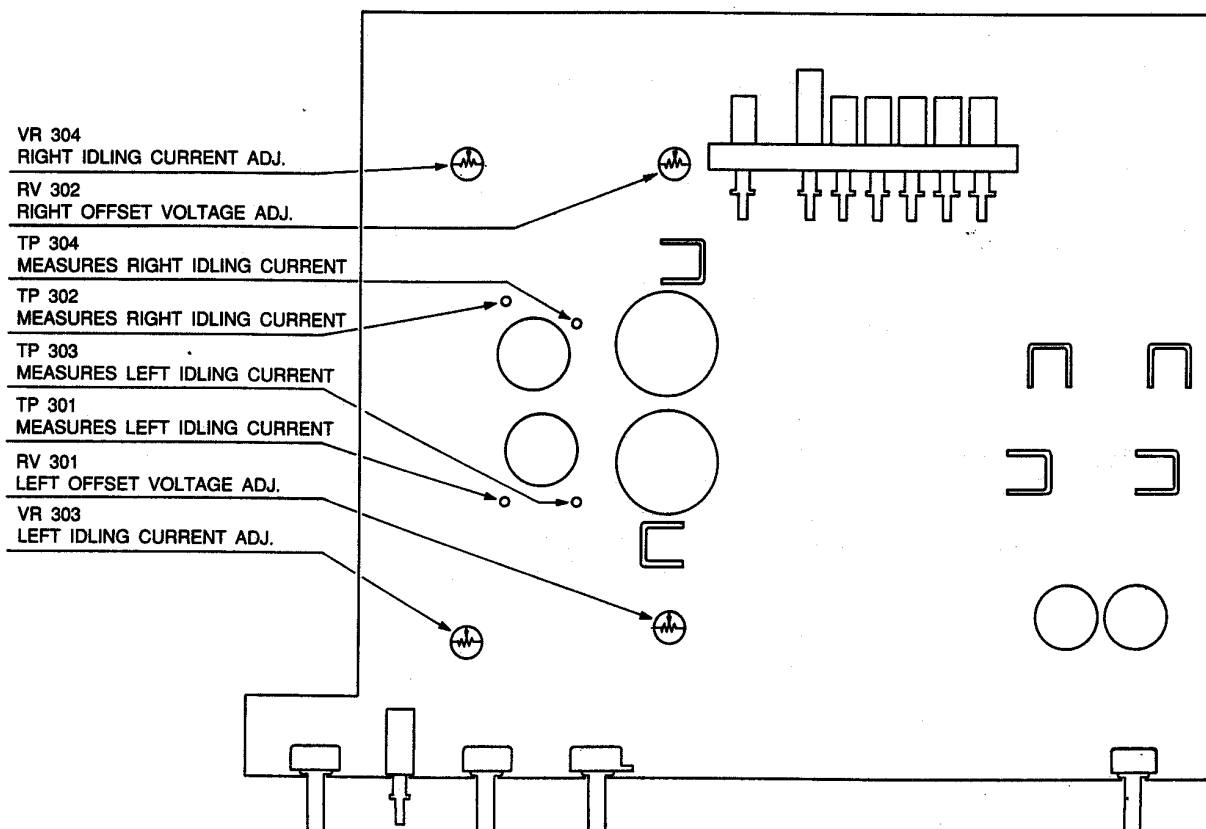 VR 304
RIGHT IDLING CURRENT ADJ.
RV 302
RIGHT OFFSET VOLTAGE ADJ.
TP 304
MEASURES RIGHT IDLING CURRENT
TP 302
MEASURES RIGHT IDLING CURRENT
TP 303
MEASURES LEFT IDLING CURRENT
TP 301
MEASURES LEFT IDLING CURRENT
RV 301
LEFT OFFSET VOLTAGE ADJ.
VR 303
LEFT IDLING CURRENT ADJ.